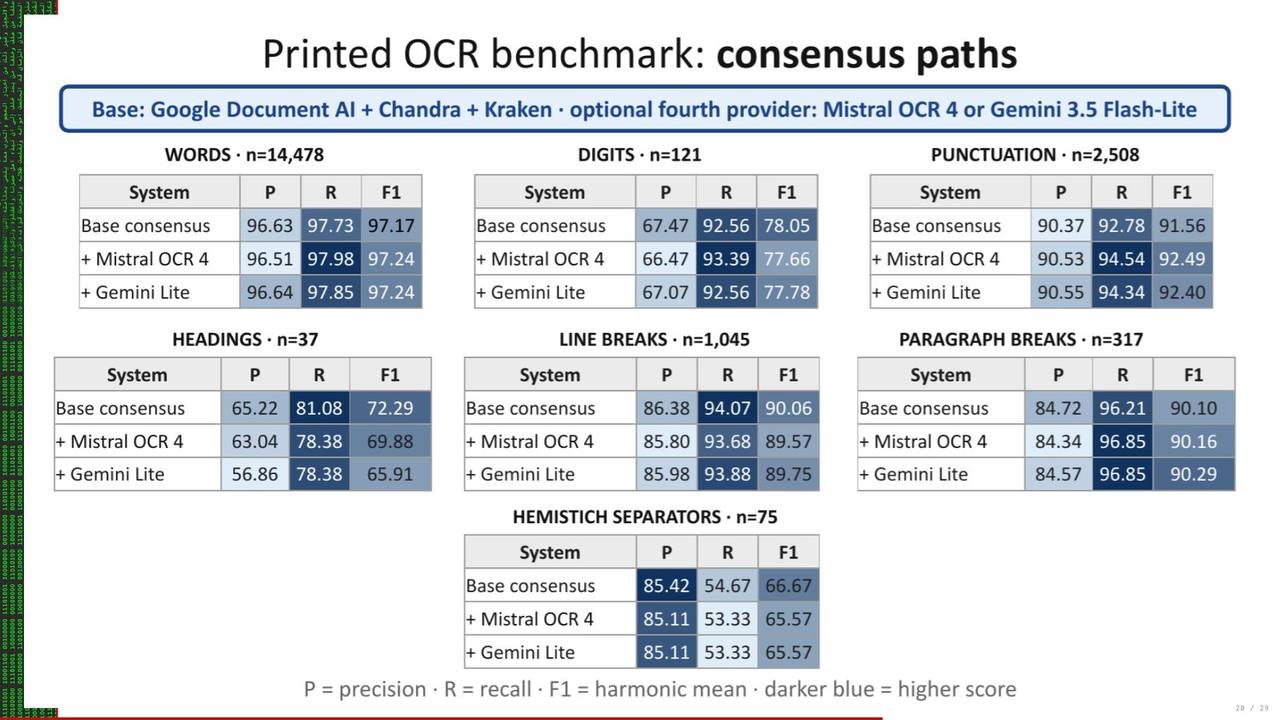 Printed OCR benchmark: consensus paths
Base: Google Document AI + Chandra + Kraken · optional fourth provider: Mistral OCR 4 or Gemini 3.5 Flash-Lite
WORDS · n=14,478
System P R F1
Base consensus 96.63 97.73 97.17
+ Mistral OCR 4 96.51 97.98 97.24
+ Gemini Lite 96.64 97.85 97.24
DIGITS · n=121
System P R F1
Base consensus 67.47 92.56 78.05
+ Mistral OCR 4 66.47 93.39 77.66
+ Gemini Lite 67.07 92.56 77.78
PUNCTUATION · n=2,508
System P R F1
Base consensus 90.37 92.78 91.56
+ Mistral OCR 4 90.53 94.54 92.49
+ Gemini Lite 90.55 94.34 92.40
HEADINGS · n=37
System P R F1
Base consensus 65.22 81.08 72.29
+ Mistral OCR 4 63.04 78.38 69.88
+ Gemini Lite 56.86 78.38 65.91
LINE BREAKS · n=1,045
System P R F1
Base consensus 86.38 94.07 90.06
+ Mistral OCR 4 85.80 93.68 89.57
+ Gemini Lite 85.98 93.88 89.75
PARAGRAPH BREAKS · n=317
System P R F1
Base consensus 84.72 96.21 90.10
+ Mistral OCR 4 84.34 96.85 90.16
+ Gemini Lite 84.57 96.85 90.29
HEMISTICH SEPARATORS · n=75
System P R F1
Base consensus 85.42 54.67 66.67
+ Mistral OCR 4 85.11 53.33 65.57
+ Gemini Lite 85.11 53.33 65.57
P = precision · R = recall · F1 = harmonic mean · darker blue = higher score
20 / 29